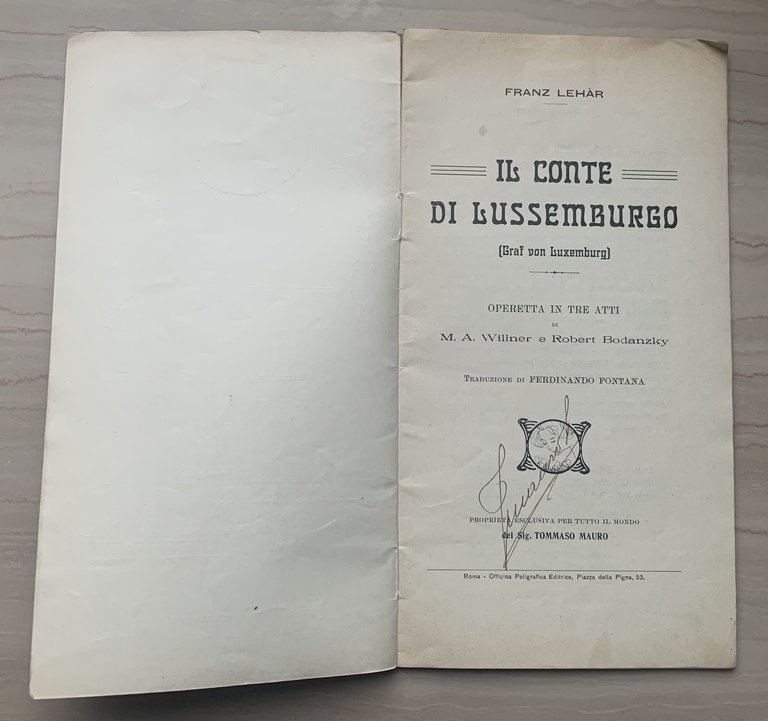 FRANZ LEHÀR
IL CONTE
DI LUSSEMBURGO
(Graf von Luxemburg)
OPERETTA IN TRE ATTI
DI
M. A. Willner e Robert Bodanzky
TRADUZIONE DI FERDINANDO FONTANA
PROPRIETÀ ESCLUSIVA PER TUTTO IL MONDO
del Sig. TOMMASO MAURO
Roma - Officina Poligrafica Editrice, Piazza della Pigna, 53.